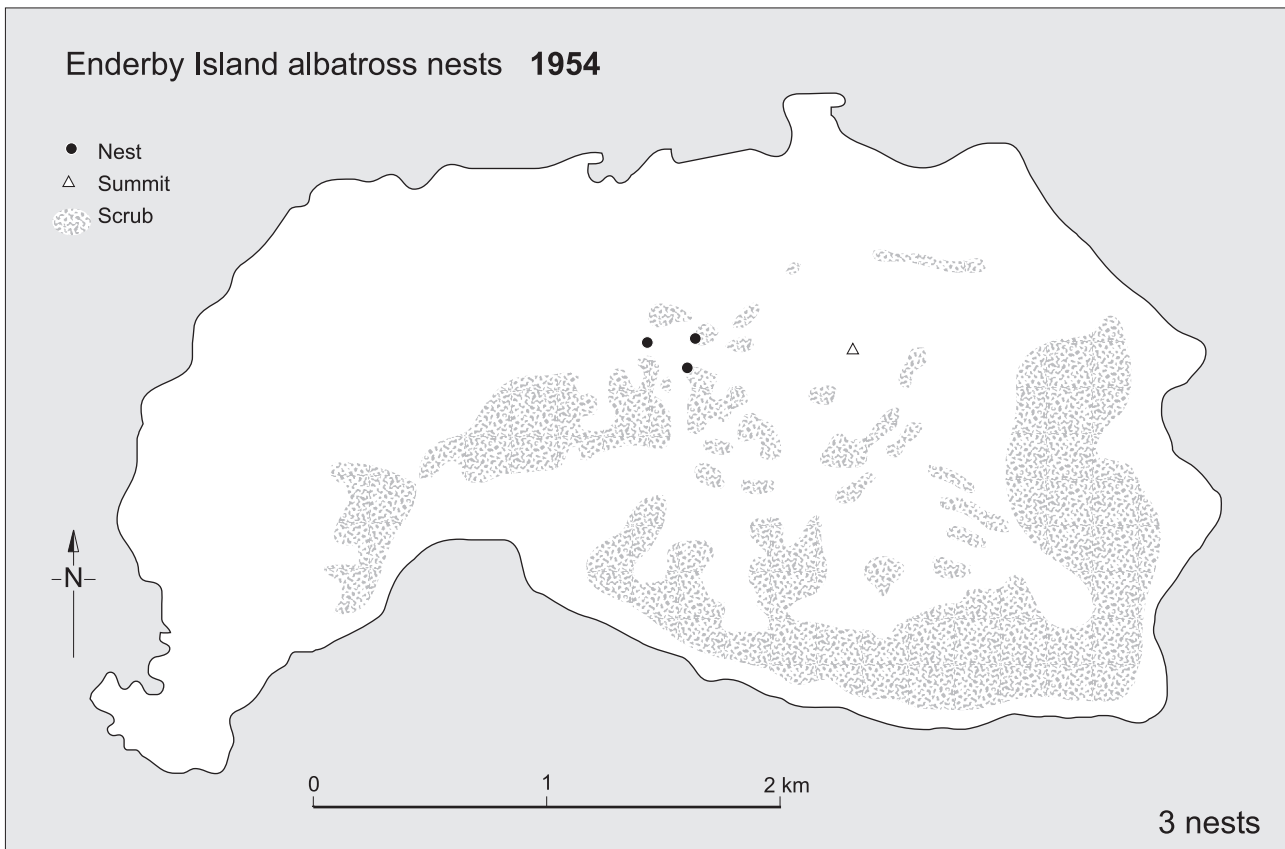 Enderby Island albatross nests 1954
Nest
Summit
Scrub
-N-
0 1 2 km
3 nests